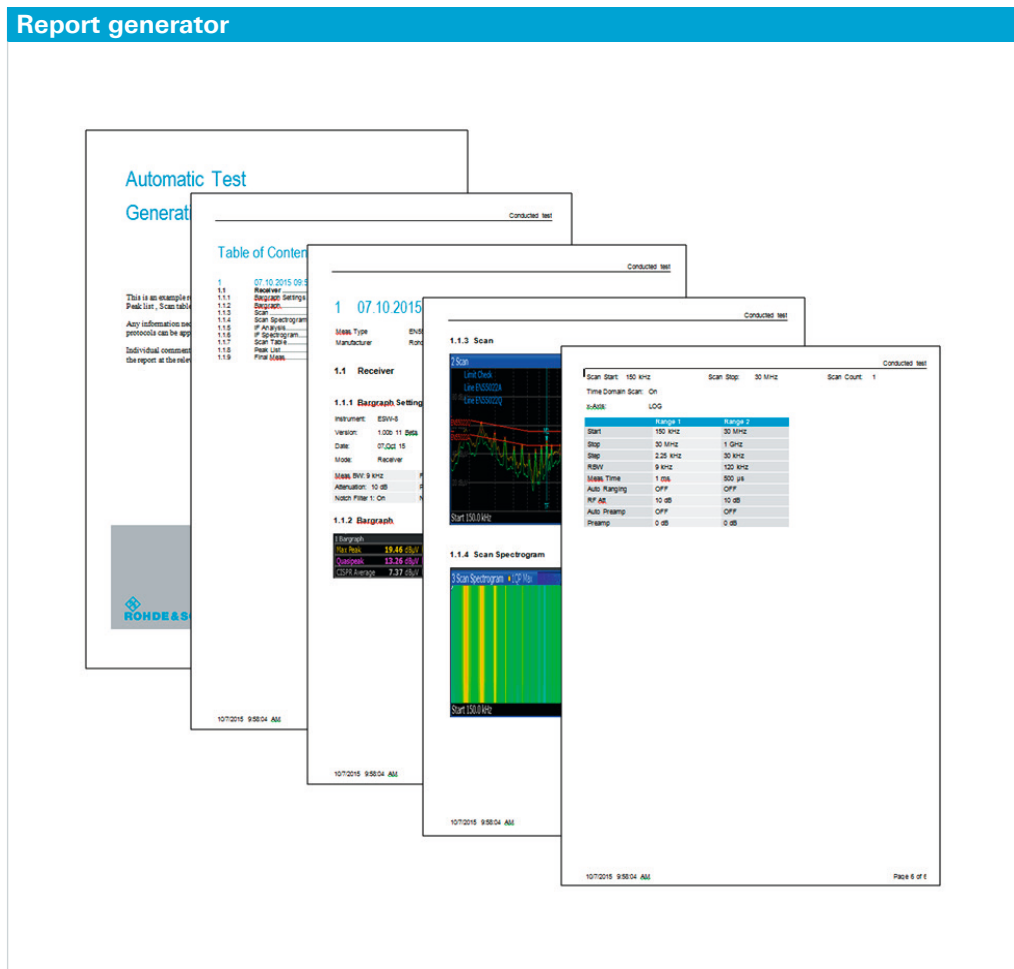 Report generator
Automatic Test
Generati
This is an example r
Peak list , Scan table
Any information nec
protocols can be app
Individual comment
the report at the relev
ROHDE&SC
Conducted test
Table of Conten
1 07.10.2015 09:5
1.1 Receiver
1.1.1 Bargraph Settings
1.1.2 Bargraph
1.1.3 Scan
1.1.4 Scan Spectrogram
1.1.5 IF Analysis
1.1.6 IF Spectrogram
1.1.7 Scan Table
1.1.8 Peak List
1.1.9 Final Meas.
10/7/2015 9:58:04 AM
Conducted test
1 07.10.2015
Meas. Type EN55
Manufacturer Rohd
1.1 Receiver
1.1.1 Bargraph Setting
Instrument: ESW-8
Version: 1.00b 11 Beta
Date: 07.Oct 15
Mode: Receiver
Meas. BW: 9 kHz
Attenuation: 10 dB
Notch Filter 1: On
1.1.2 Bargraph
1 Bargraph
Max Peak 19.46 dBµV
Quasipeak 13.26 dBµV
CISPR Average 7.37 dBµV
10/7/2015 9:58:04 AM
Conducted test
1.1.3 Scan
2 Scan
Limit Check
Line EN55022A
Line EN55022Q
Start 150.0 kHz
1.1.4 Scan Spectrogram
3 Scan Spectrogram 1QP Max
Start 150.0 kHz
10/7/2015 9:58:04 AM
Conducted test
Scan Start: 150 kHz Scan Stop: 30 MHz Scan Count: 1
Time Domain Scan: On
x-Axis: LOG
Range 1 Range 2
Start 150 kHz 30 MHz
Stop 30 MHz 1 GHz
Step 2.25 kHz 30 kHz
RBW 9 kHz 120 kHz
Meas. Time 1 ms 500 µs
Auto Ranging OFF OFF
RF Att 10 dB 10 dB
Auto Preamp OFF OFF
Preamp 0 dB 0 dB
10/7/2015 9:58:04 AM Page 6 of 6